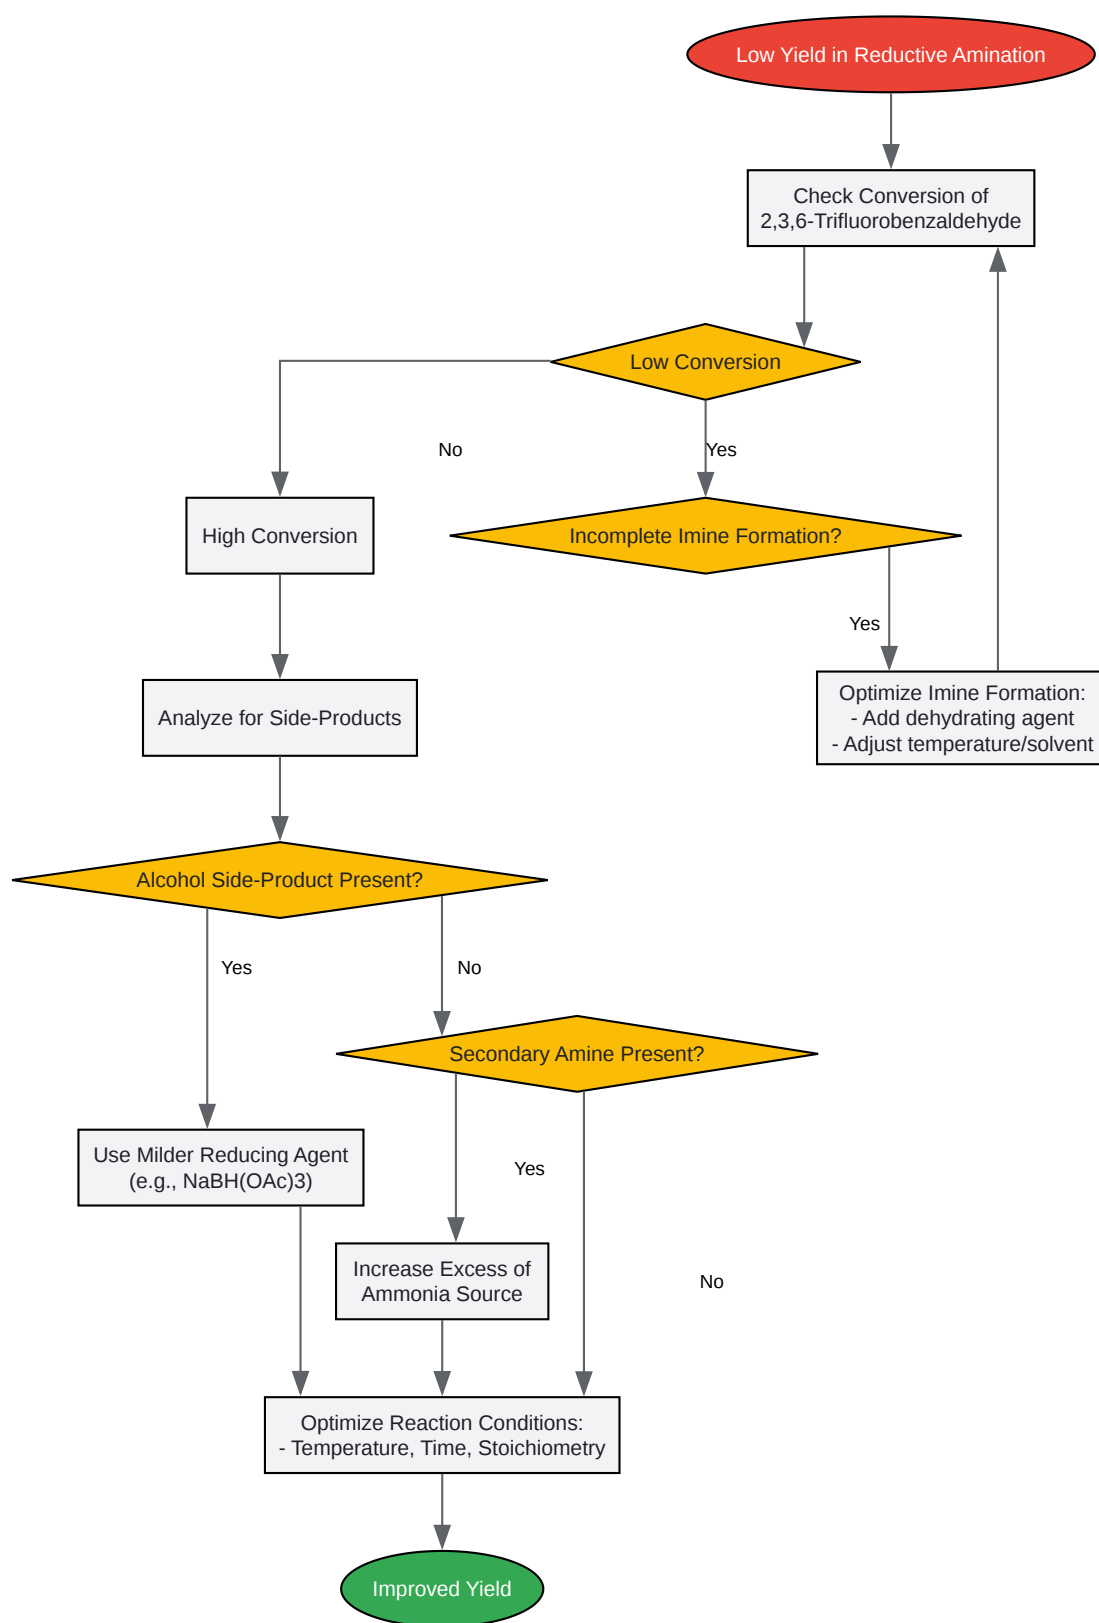 Low Yield in Reductive Amination
Check Conversion of
2,3,6-Trifluorobenzaldehyde
Low Conversion
No
Yes
High Conversion
Incomplete Imine Formation?
Yes
Optimize Imine Formation:
- Add dehydrating agent
- Adjust temperature/solvent
Analyze for Side-Products
Alcohol Side-Product Present?
Yes
No
Secondary Amine Present?
Use Milder Reducing Agent
(e.g., NaBH(OAc)3)
Yes
Increase Excess of
Ammonia Source
No
Optimize Reaction Conditions:
- Temperature, Time, Stoichiometry
Improved Yield